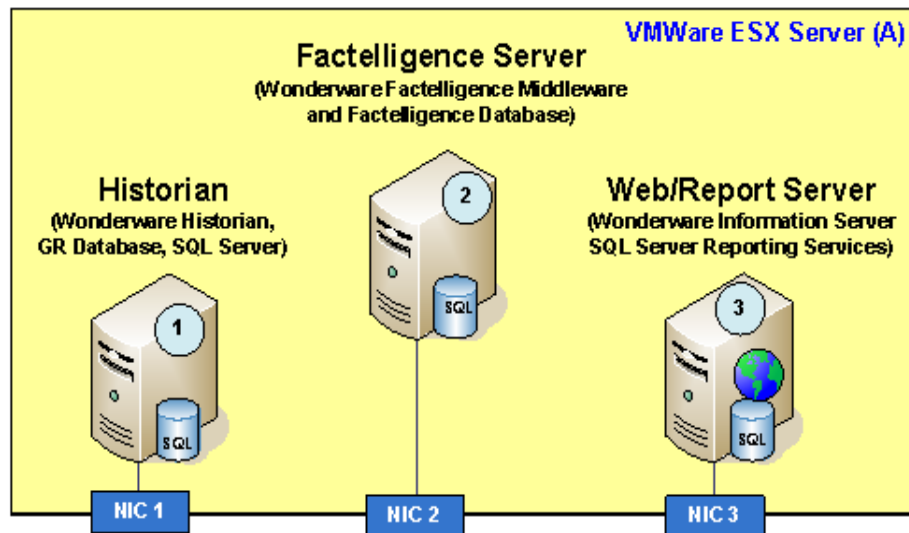 VMWare ESX Server (A)
Factelligence Server
(Wonderware Factelligence Middleware
and Factelligence Database)
2
SQL
Historian
(Wonderware Historian,
GR Database, SQL Server)
1
SQL
Web/Report Server
(Wonderware Information Server
SQL Server Reporting Services)
3
SQL
NIC 1
NIC 2
NIC 3